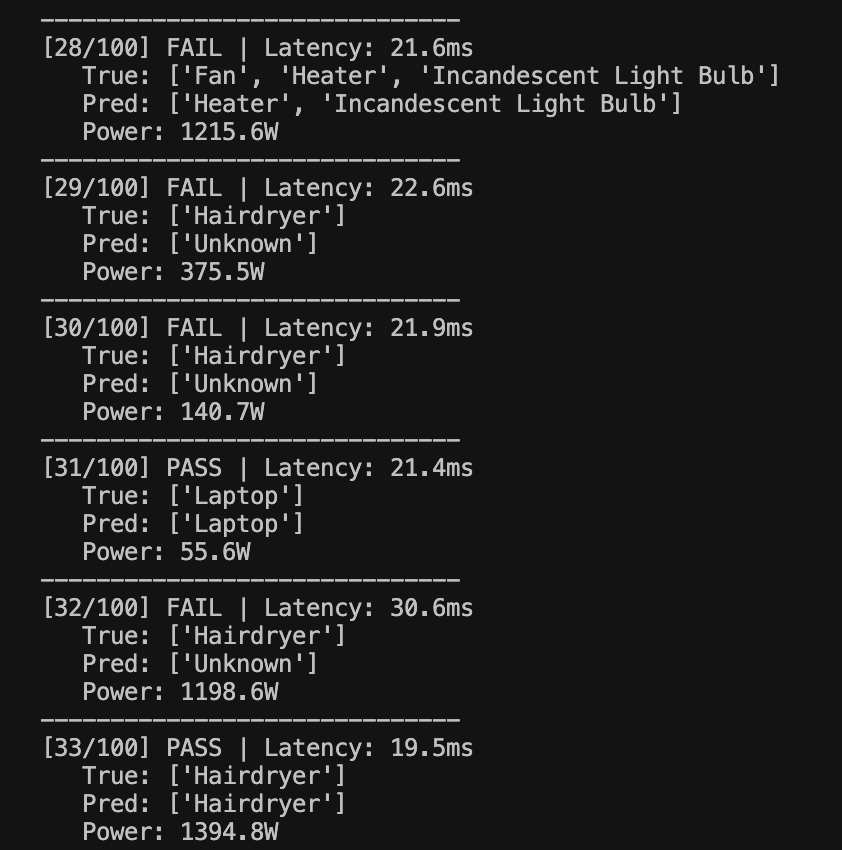 ------------------------------
[28/100] FAIL | Latency: 21.6ms
True: ['Fan', 'Heater', 'Incandescent Light Bulb']
Pred: ['Heater', 'Incandescent Light Bulb']
Power: 1215.6W
------------------------------
[29/100] FAIL | Latency: 22.6ms
True: ['Hairdryer']
Pred: ['Unknown']
Power: 375.5W
------------------------------
[30/100] FAIL | Latency: 21.9ms
True: ['Hairdryer']
Pred: ['Unknown']
Power: 140.7W
------------------------------
[31/100] PASS | Latency: 21.4ms
True: ['Laptop']
Pred: ['Laptop']
Power: 55.6W
------------------------------
[32/100] FAIL | Latency: 30.6ms
True: ['Hairdryer']
Pred: ['Unknown']
Power: 1198.6W
------------------------------
[33/100] PASS | Latency: 19.5ms
True: ['Hairdryer']
Pred: ['Hairdryer']
Power: 1394.8W